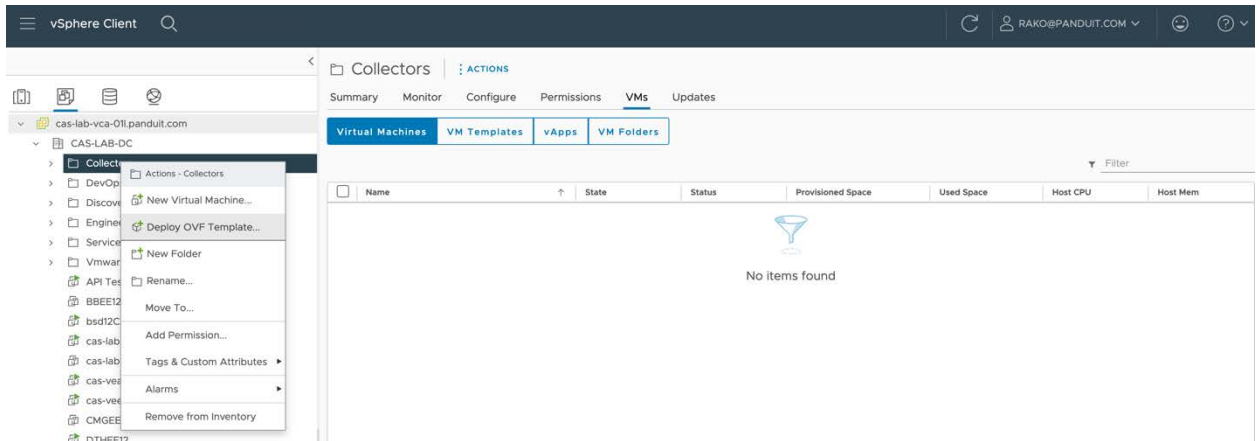 vSphere Client
RAKO@PANDUIT.COM
Collectors
ACTIONS
Summary Monitor Configure Permissions VMs Updates
cas-lab-vca-01l.panduit.com
Virtual Machines VM Templates vApps VM Folders
CAS-LAB-DC
Collect
Actions - Collectors
Filter
DevOp
New Virtual Machine...
Name State Status Provisioned Space Used Space Host CPU Host Mem
Discove
Deploy OVF Template...
Enginee
Service
New Folder
Vmwar
No items found
API Tes
Rename...
BBEE12
Move To...
bsd12C
cas-lab
Add Permission...
cas-lab
Tags & Custom Attributes
cas-vea
Alarms
cas-vee
CMGEE
Remove from Inventory
DTHEE12